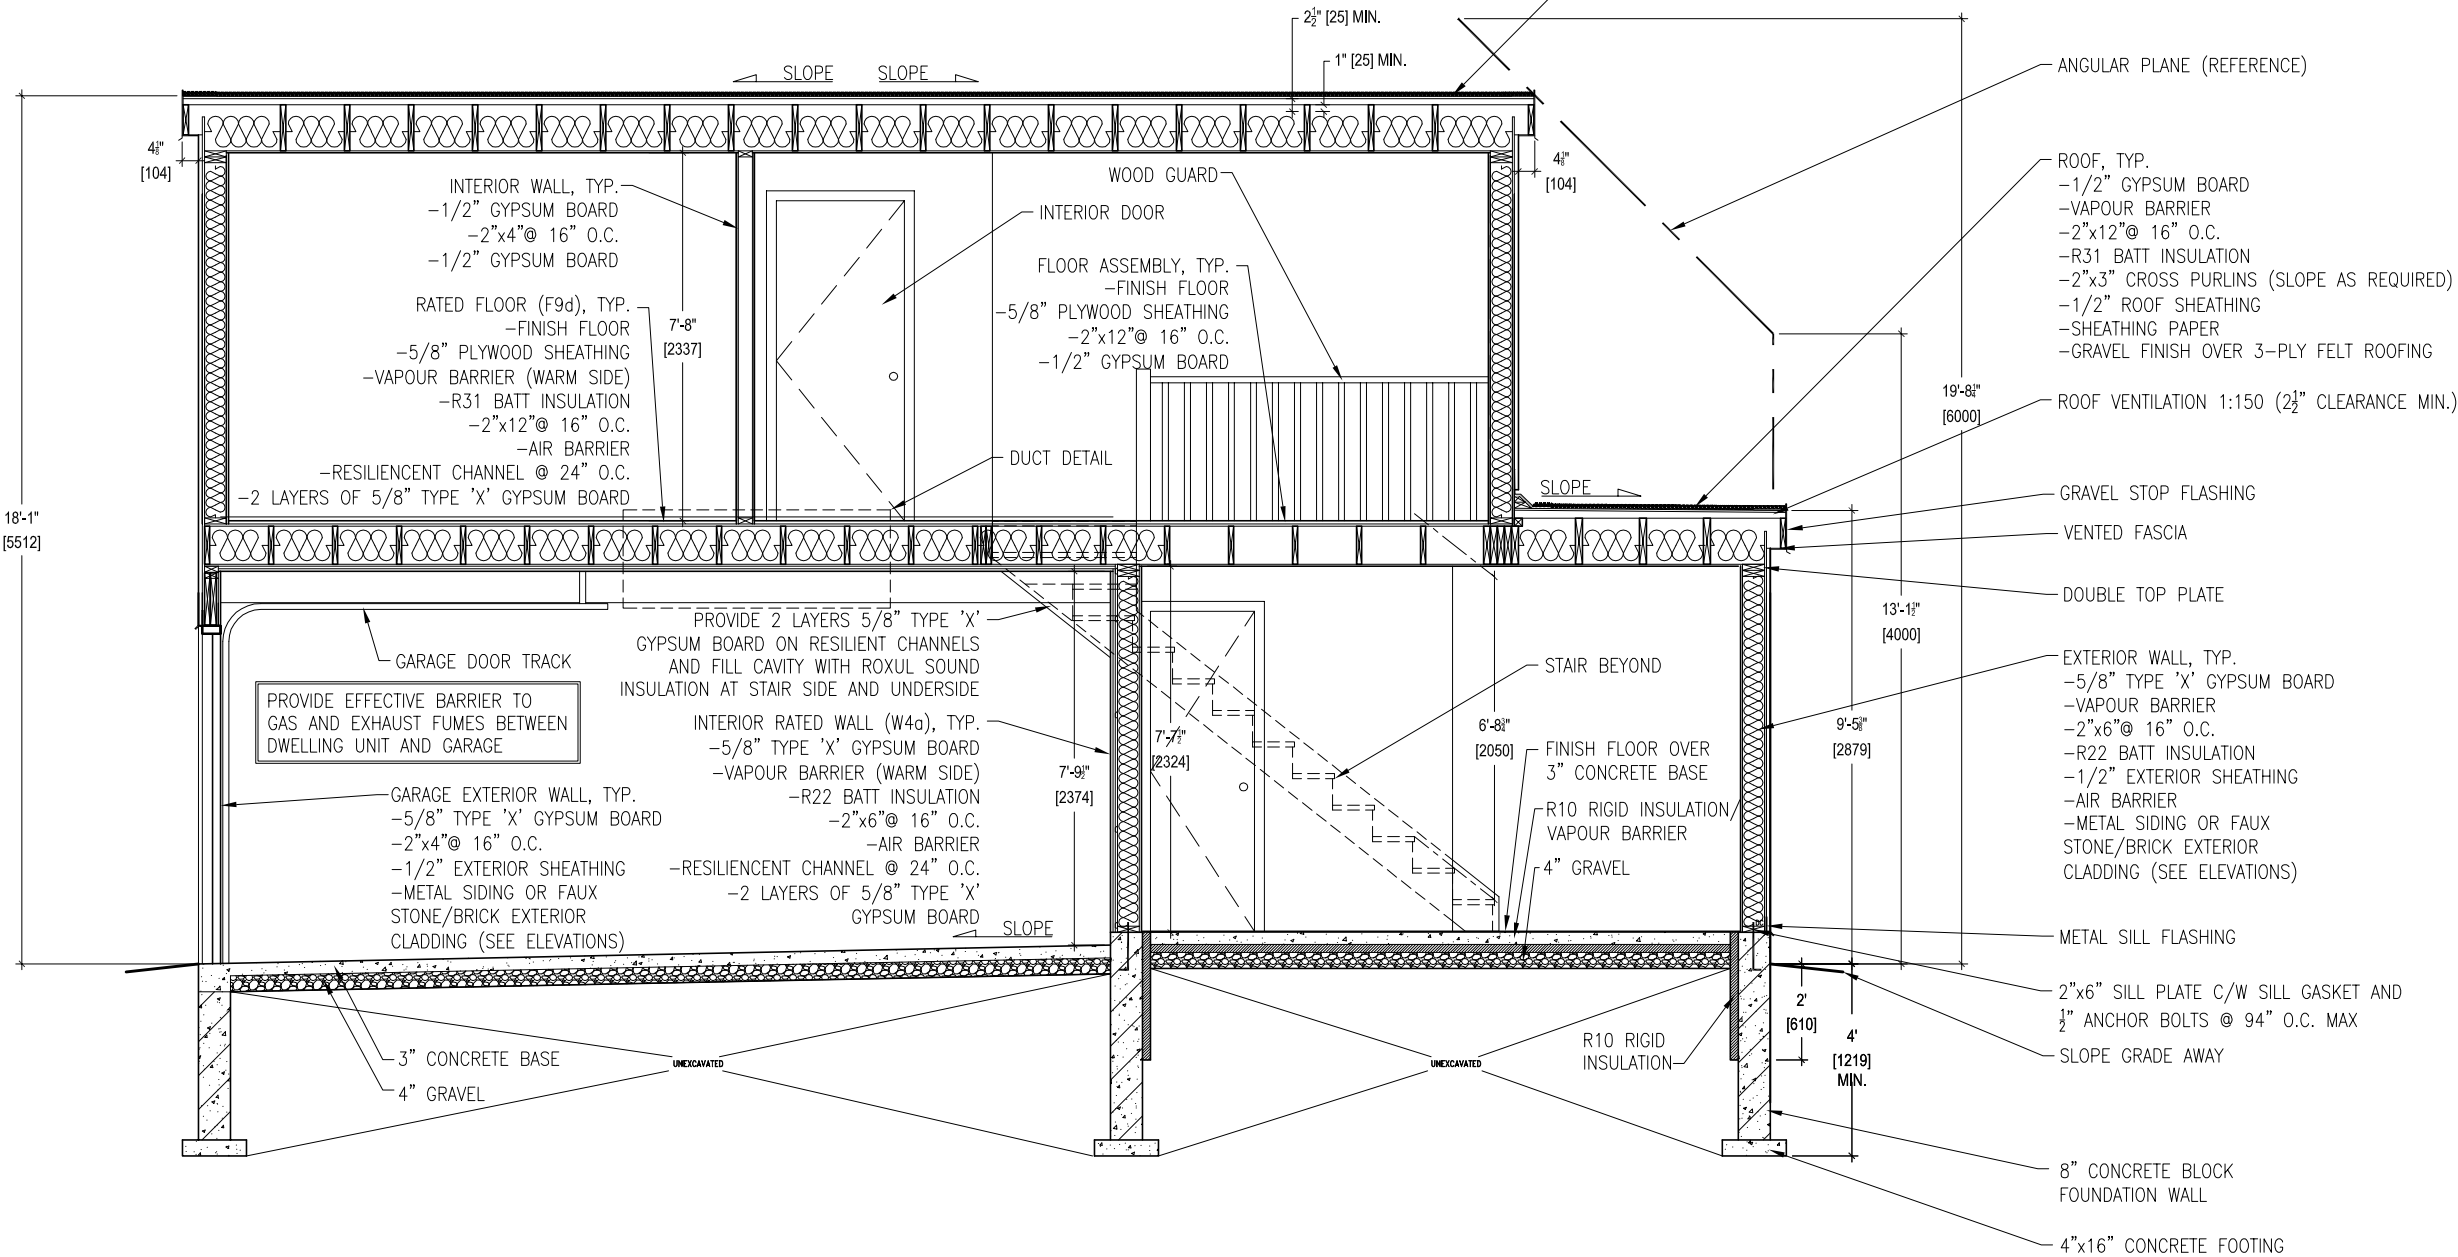 2½" [25] MIN.
1" [25] MIN.
SLOPE SLOPE
ANGULAR PLANE (REFERENCE)
4⅛"
[104]
4⅛"
[104]
INTERIOR WALL, TYP.
-1/2" GYPSUM BOARD
-2"x4"@ 16" O.C.
-1/2" GYPSUM BOARD
WOOD GUARD
INTERIOR DOOR
ROOF, TYP.
-1/2" GYPSUM BOARD
-VAPOUR BARRIER
-2"x12"@ 16" O.C.
-R31 BATT INSULATION
-2"x3" CROSS PURLINS (SLOPE AS REQUIRED)
-1/2" ROOF SHEATHING
-SHEATHING PAPER
-GRAVEL FINISH OVER 3-PLY FELT ROOFING
FLOOR ASSEMBLY, TYP.
-FINISH FLOOR
-5/8" PLYWOOD SHEATHING
-2"x12"@ 16" O.C.
-1/2" GYPSUM BOARD
RATED FLOOR (F9d), TYP.
-FINISH FLOOR
-5/8" PLYWOOD SHEATHING
-VAPOUR BARRIER (WARM SIDE)
-R31 BATT INSULATION
-2"x12"@ 16" O.C.
-AIR BARRIER
-RESILIENCENT CHANNEL @ 24" O.C.
-2 LAYERS OF 5/8" TYPE 'X' GYPSUM BOARD
7'-8"
[2337]
19'-8¼"
[6000]
ROOF VENTILATION 1:150 (2½" CLEARANCE MIN.)
DUCT DETAIL
SLOPE
GRAVEL STOP FLASHING
VENTED FASCIA
18'-1"
[5512]
DOUBLE TOP PLATE
13'-1½"
[4000]
PROVIDE 2 LAYERS 5/8" TYPE 'X'
GYPSUM BOARD ON RESILIENT CHANNELS
AND FILL CAVITY WITH ROXUL SOUND
INSULATION AT STAIR SIDE AND UNDERSIDE
GARAGE DOOR TRACK
STAIR BEYOND
PROVIDE EFFECTIVE BARRIER TO
GAS AND EXHAUST FUMES BETWEEN
DWELLING UNIT AND GARAGE
EXTERIOR WALL, TYP.
-5/8" TYPE 'X' GYPSUM BOARD
-VAPOUR BARRIER
-2"x6"@ 16" O.C.
-R22 BATT INSULATION
-1/2" EXTERIOR SHEATHING
-AIR BARRIER
-METAL SIDING OR FAUX
STONE/BRICK EXTERIOR
CLADDING (SEE ELEVATIONS)
INTERIOR RATED WALL (W4a), TYP.
-5/8" TYPE 'X' GYPSUM BOARD
-VAPOUR BARRIER (WARM SIDE)
-R22 BATT INSULATION
-2"x6"@ 16" O.C.
-AIR BARRIER
-RESILIENCENT CHANNEL @ 24" O.C.
-2 LAYERS OF 5/8" TYPE 'X'
GYPSUM BOARD
7'-9½"
[2374]
7'-7½"
[2324]
6'-8¾"
[2050]
9'-5⅜"
[2879]
FINISH FLOOR OVER
3" CONCRETE BASE
R10 RIGID INSULATION/
VAPOUR BARRIER
4" GRAVEL
GARAGE EXTERIOR WALL, TYP.
-5/8" TYPE 'X' GYPSUM BOARD
-2"x4"@ 16" O.C.
-1/2" EXTERIOR SHEATHING
-METAL SIDING OR FAUX
STONE/BRICK EXTERIOR
CLADDING (SEE ELEVATIONS)
SLOPE
METAL SILL FLASHING
2"x6" SILL PLATE C/W SILL GASKET AND
½" ANCHOR BOLTS @ 94" O.C. MAX
SLOPE GRADE AWAY
2'
[610]
4'
[1219]
MIN.
3" CONCRETE BASE
4" GRAVEL
UNEXCAVATED
UNEXCAVATED
R10 RIGID
INSULATION
8" CONCRETE BLOCK
FOUNDATION WALL
4"x16" CONCRETE FOOTING